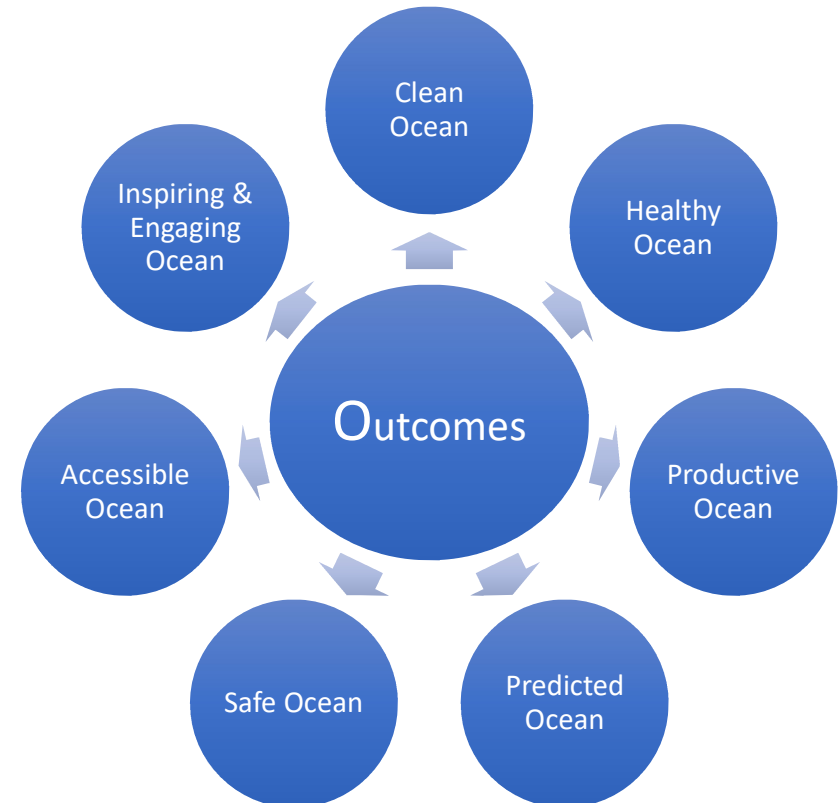 Clean
Ocean
Healthy
Ocean
Productive
Ocean
Predicted
Ocean
Safe Ocean
Accessible
Ocean
Inspiring &
Engaging
Ocean
Outcomes